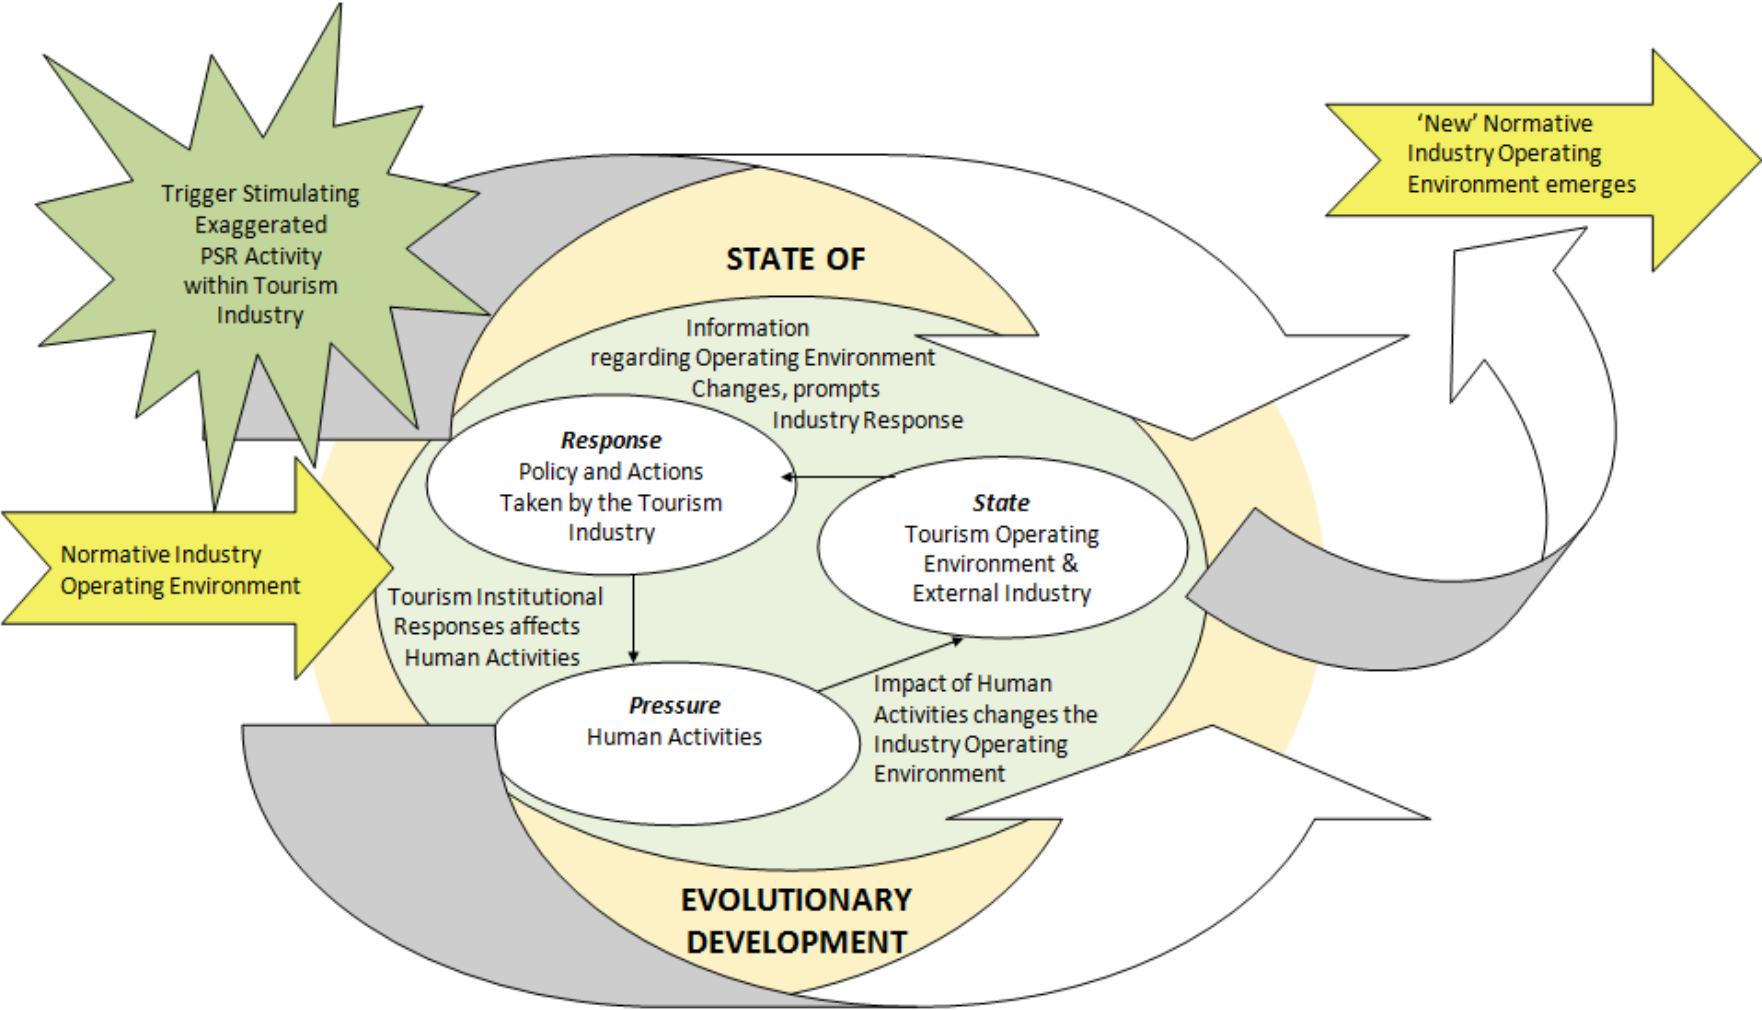 Trigger Stimulating
Exaggerated
PSR Activity
within Tourism
Industry
‘New’ Normative
Industry Operating
Environment emerges
STATE OF
Information
regarding Operating Environment
Changes, prompts
Industry Response
Response
Policy and Actions
Taken by the Tourism
Industry
State
Tourism Operating
Environment &
External Industry
Normative Industry
Operating Environment
Tourism Institutional
Responses affects
Human Activities
Pressure
Human Activities
Impact of Human
Activities changes the
Industry Operating
Environment
EVOLUTIONARY
DEVELOPMENT